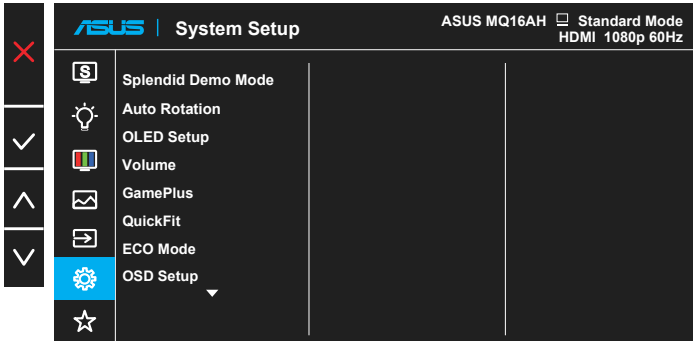 ASUS | System Setup
ASUS MQ16AH Standard Mode
HDMI 1080p 60Hz
S
Splendid Demo Mode
Auto Rotation
OLED Setup
Volume
GamePlus
QuickFit
ECO Mode
OSD Setup